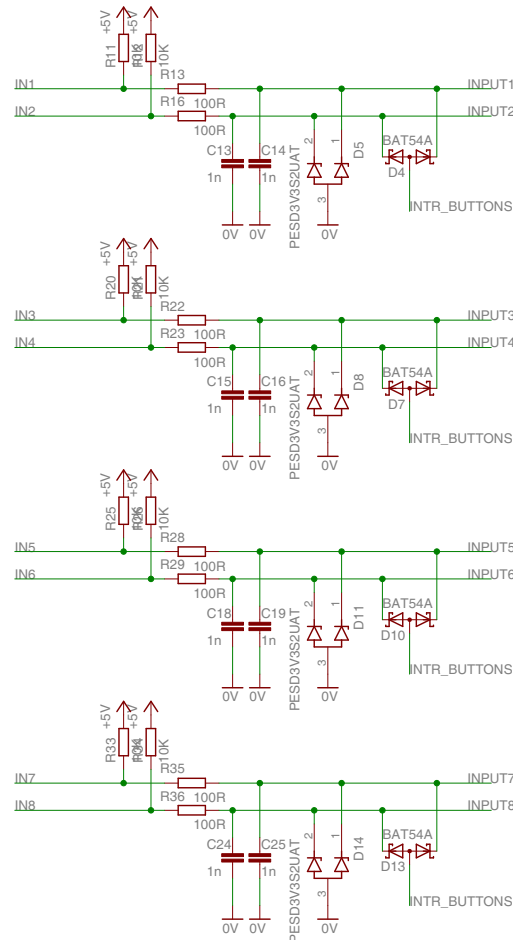 +5V
+5V
R11
10K
R12
10K
IN1
R13
INPUT1
IN2
R16
100R
INPUT2
100R
C13
C14
1n
1n
2
1
D5
PESD3V3S2UAT
3
BAT54A
D4
INTR_BUTTONS
0V
0V
0V
+5V
+5V
R20
10K
10K
IN3
R22
INPUT3
IN4
R23
100R
INPUT4
100R
C15
C16
1n
1n
2
1
D8
PESD3V3S2UAT
3
BAT54A
D7
INTR_BUTTONS
0V
0V
0V
+5V
+5V
R25
10K
R26
10K
IN5
R28
INPUT5
IN6
R29
100R
INPUT6
100R
C18
C19
1n
1n
2
1
D11
PESD3V3S2UAT
3
BAT54A
D10
INTR_BUTTONS
0V
0V
0V
+5V
+5V
R33
10K
R34
10K
IN7
R35
INPUT7
IN8
R36
100R
INPUT8
100R
C24
C25
1n
1n
2
1
D14
PESD3V3S2UAT
3
BAT54A
D13
INTR_BUTTONS
0V
0V
0V